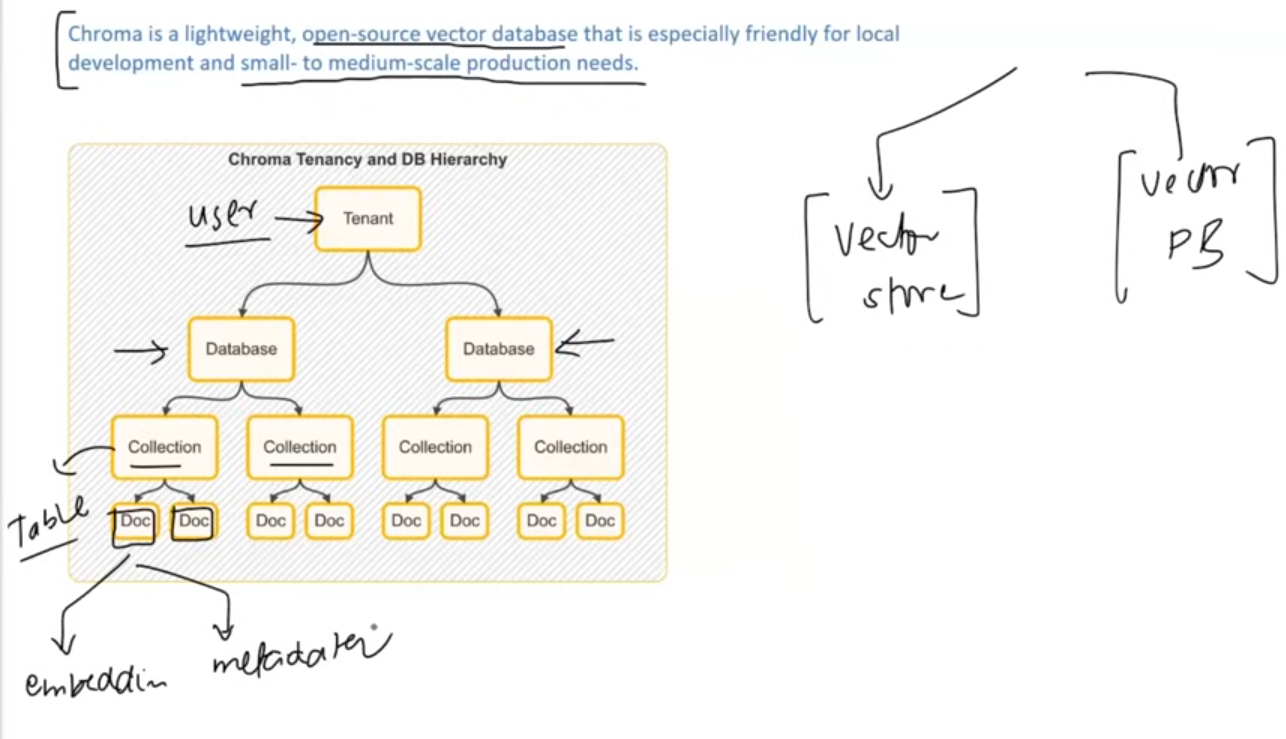 Chroma is a lightweight, open-source vector database that is especially friendly for local
development and small- to medium-scale production needs.
Chroma Tenancy and DB Hierarchy
user
Tenant
vector
store
vector
DB
Database
Database
Collection
Collection
Collection
Collection
Table
Doc
Doc
Doc
Doc
Doc
Doc
Doc
Doc
embeddin
metadata